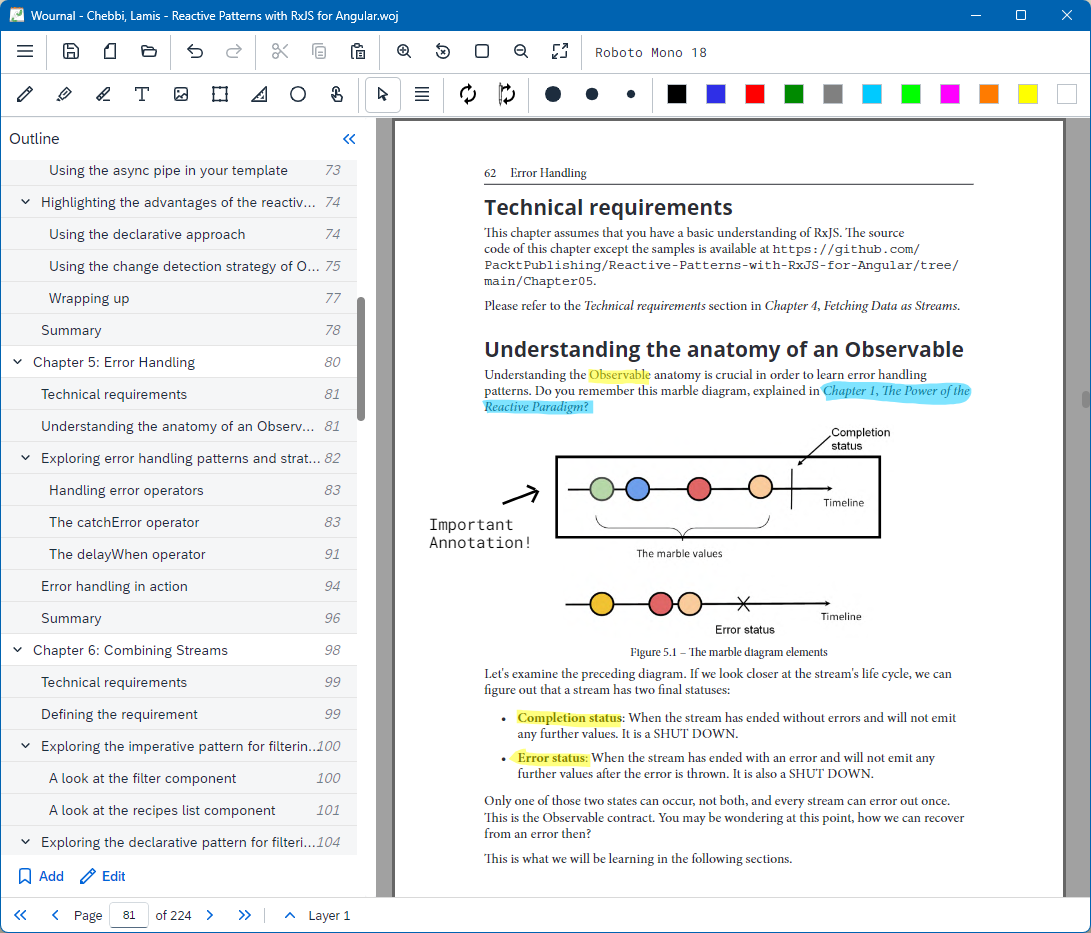 Wournal - Chebbi, Lamis - Reactive Patterns with RxJS for Angular.woj
Roboto Mono 18
Outline
Using the async pipe in your template 73
Highlighting the advantages of the reactiv... 74
Using the declarative approach 74
Using the change detection strategy of O... 75
Wrapping up 77
Summary 78
Chapter 5: Error Handling 80
Technical requirements 81
Understanding the anatomy of an Observ... 81
Exploring error handling patterns and strat... 82
Handling error operators 83
The catchError operator 83
The delayWhen operator 91
Error handling in action 94
Summary 96
Chapter 6: Combining Streams 98
Technical requirements 99
Defining the requirement 99
Exploring the imperative pattern for filterin... 100
A look at the filter component 100
A look at the recipes list component 101
Exploring the declarative pattern for filteri... 104
Add Edit
Page 81 of 224 Layer 1
62 Error Handling
Technical requirements
This chapter assumes that you have a basic understanding of RxJS. The source
code of this chapter except the samples is available at https://github.com/
PacktPublishing/Reactive-Patterns-with-RxJS-for-Angular/tree/
main/Chapter05.
Please refer to the Technical requirements section in Chapter 4, Fetching Data as Streams.
Understanding the anatomy of an Observable
Understanding the Observable anatomy is crucial in order to learn error handling
patterns. Do you remember this marble diagram, explained in Chapter 1, The Power of the
Reactive Paradigm?
Completion
status
Timeline
Important
Annotation!
The marble values
Timeline
Error status
Figure 5.1 – The marble diagram elements
Let's examine the preceding diagram. If we look closer at the stream's life cycle, we can
figure out that a stream has two final statuses:
• Completion status: When the stream has ended without errors and will not emit
any further values. It is a SHUT DOWN.
• Error status: When the stream has ended with an error and will not emit any
further values after the error is thrown. It is also a SHUT DOWN.
Only one of those two states can occur, not both, and every stream can error out once.
This is the Observable contract. You may be wondering at this point, how we can recover
from an error then?
This is what we will be learning in the following sections.